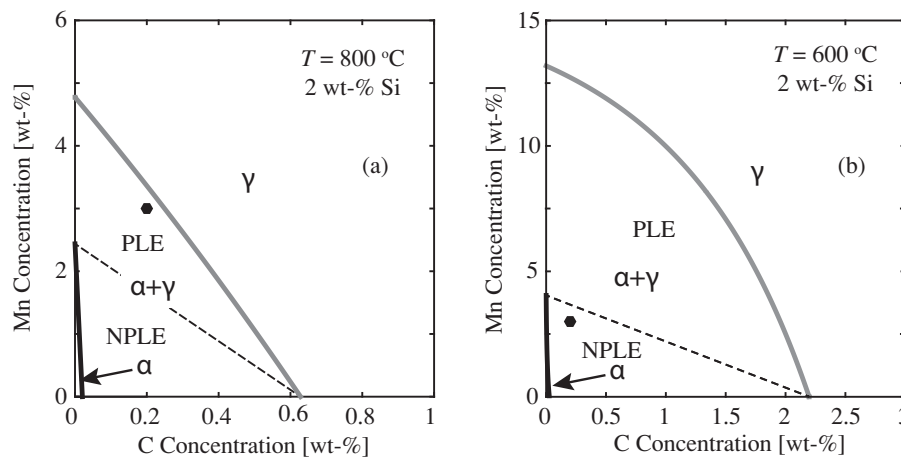 6
T = 800 °C
2 wt-% Si
4
γ
(a)
PLE
2
α+γ
NPLE
α
0
0 0.2 0.4 0.6 0.8 1
C Concentration [wt-%]
Mn Concentration [wt-%]
15
T = 600 °C
2 wt-% Si
10
γ
(b)
PLE
5
α+γ
NPLE
α
0
0 0.5 1 1.5 2 2.5 3
C Concentration [wt-%]
Mn Concentration [wt-%]